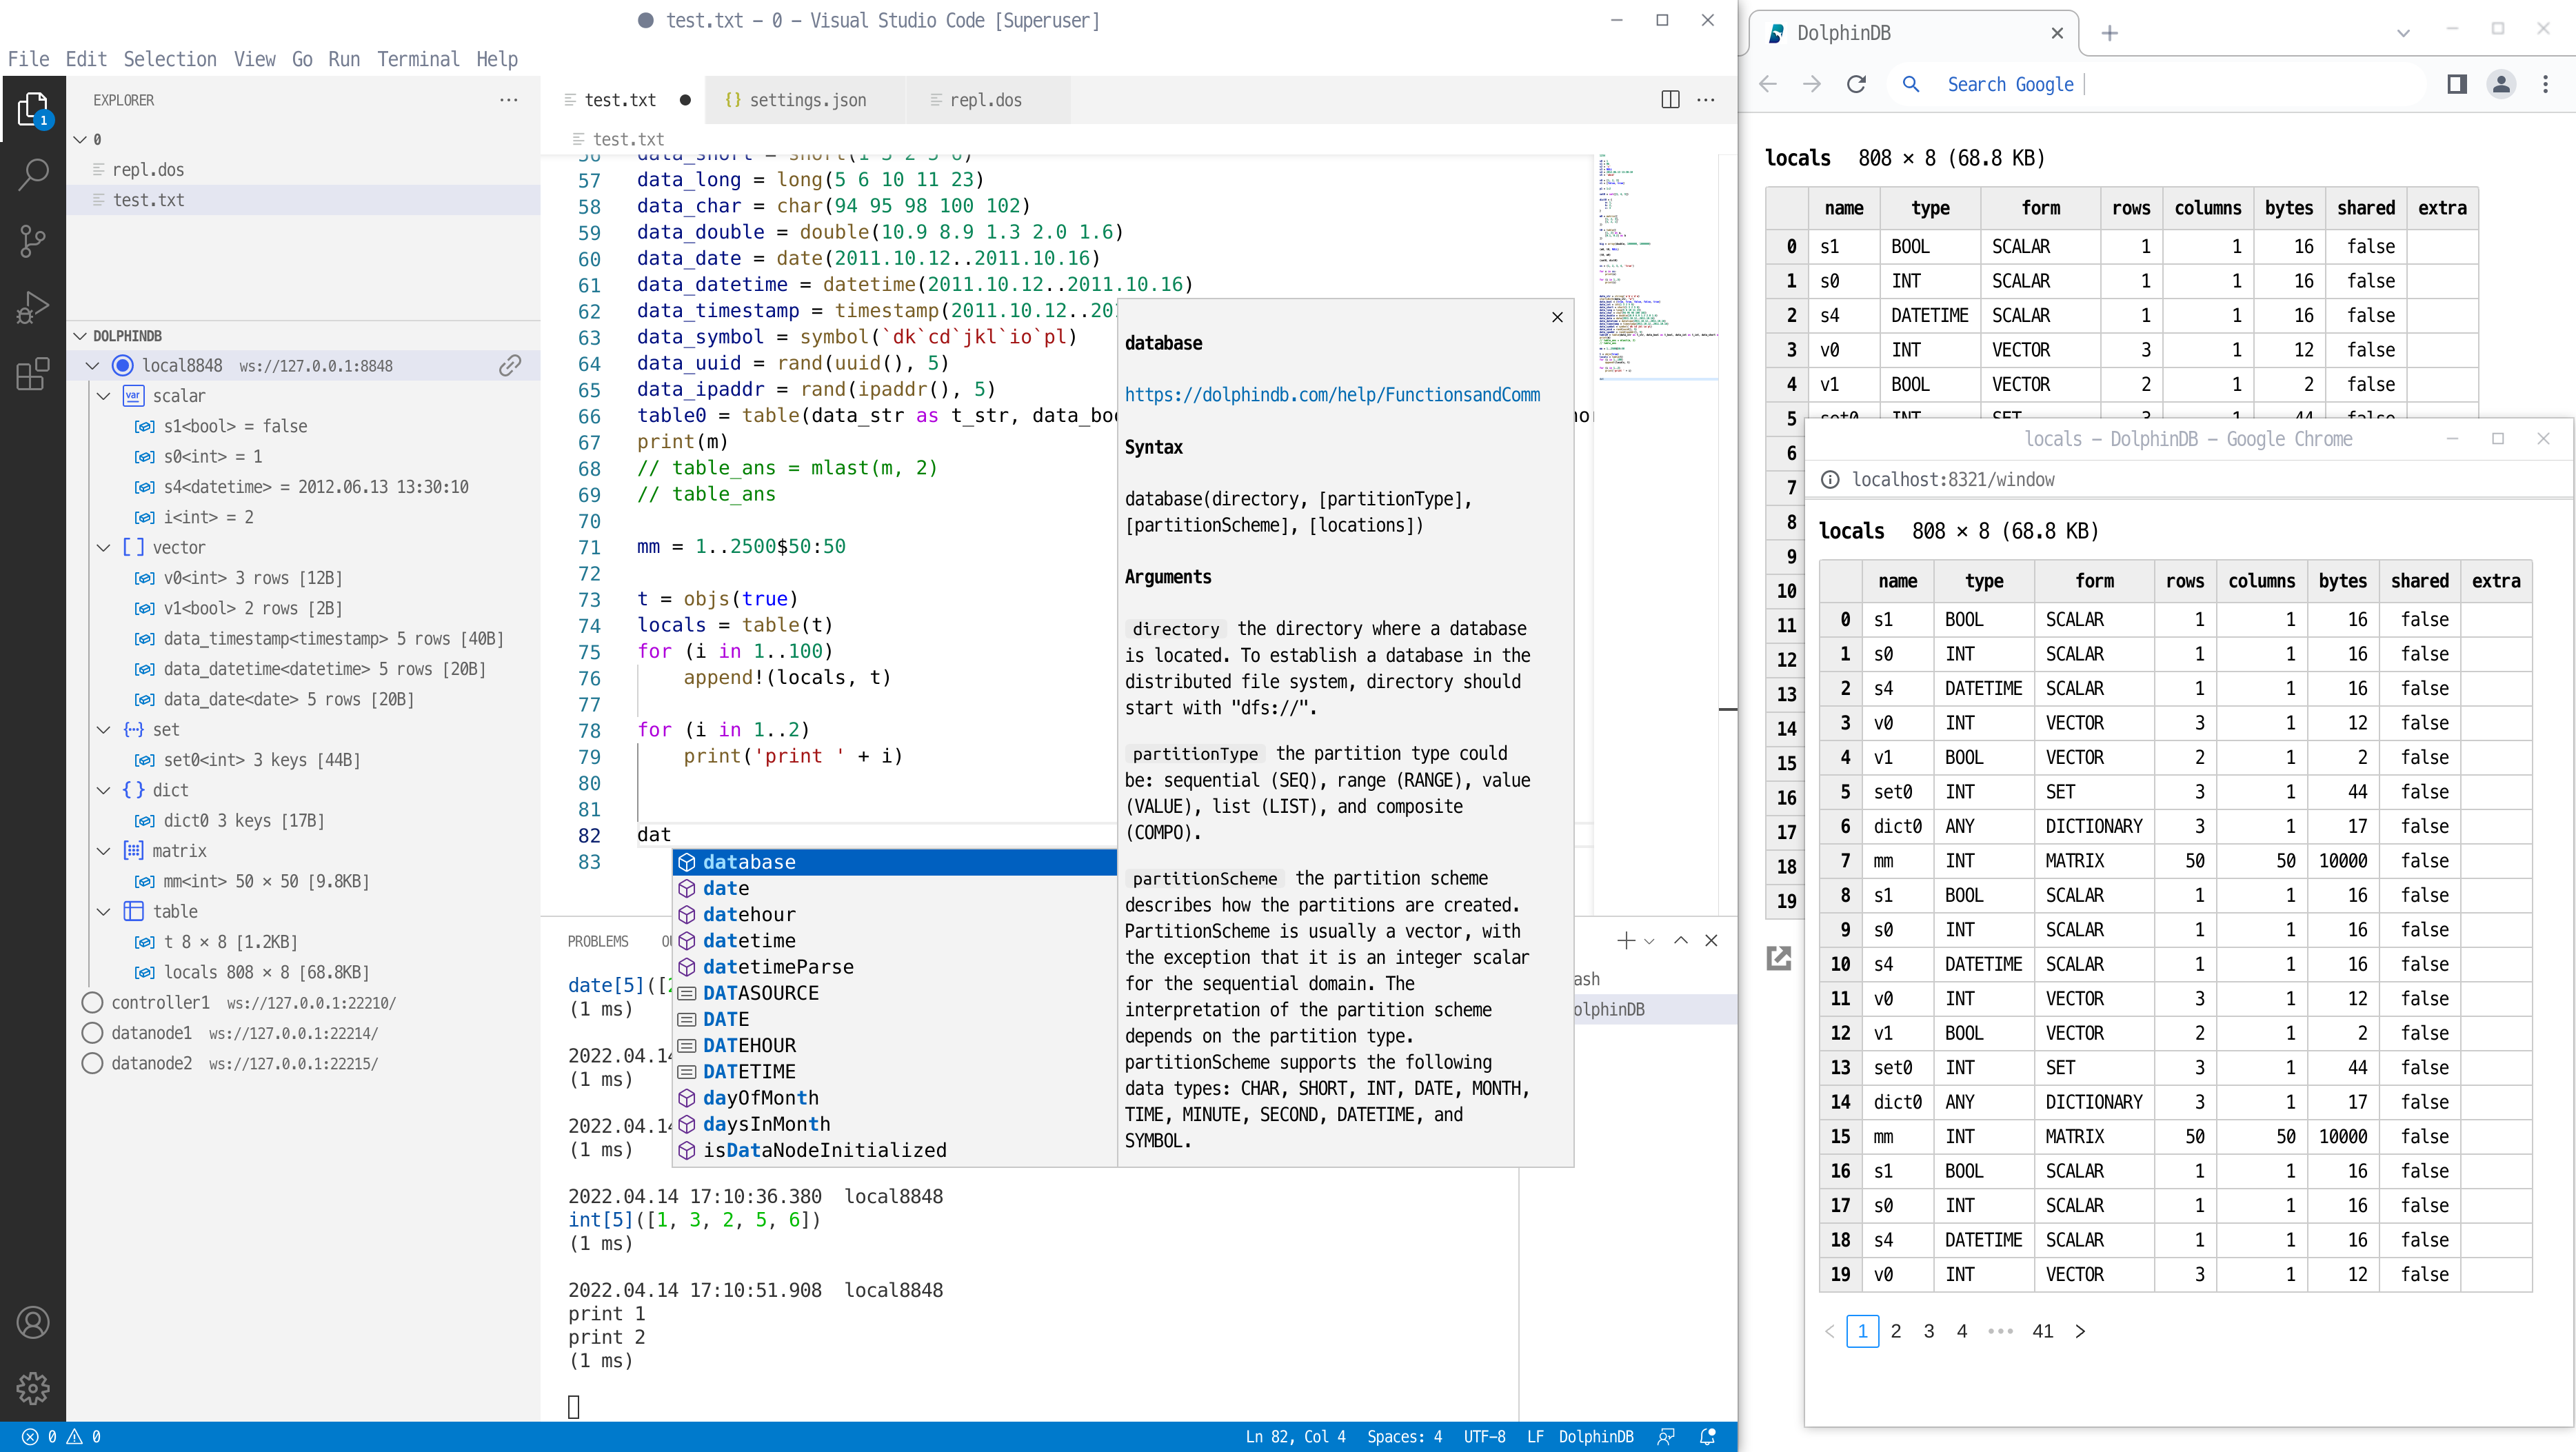 test.txt - 0 - Visual Studio Code [Superuser]
File Edit Selection View Go Run Terminal Help
1
EXPLORER
0
repl.dos
test.txt
DOLPHINDB
local8848 ws://127.0.0.1:8848
scalar
s1<bool> = false
s0<int> = 1
s4<datetime> = 2012.06.13 13:30:10
i<int> = 2
vector
v0<int> 3 rows [12B]
v1<bool> 2 rows [2B]
data_timestamp<timestamp> 5 rows [40B]
data_datetime<datetime> 5 rows [20B]
data_date<date> 5 rows [20B]
set
set0<int> 3 keys [44B]
dict
dict0 3 keys [17B]
matrix
mm<int> 50 × 50 [9.8KB]
table
t 8 × 8 [1.2KB]
locals 808 × 8 [68.8KB]
controller1 ws://127.0.0.1:22210/
datanode1 ws://127.0.0.1:22214/
datanode2 ws://127.0.0.1:22215/
test.txt settings.json repl.dos
test.txt
56 data_short = short(1 3 2 5 6)
57 data_long = long(5 6 10 11 23)
58 data_char = char(94 95 98 100 102)
59 data_double = double(10.9 8.9 1.3 2.0 1.6)
60 data_date = date(2011.10.12..2011.10.16)
61 data_datetime = datetime(2011.10.12..2011.10.16)
62 data_timestamp = timestamp(2011.10.12..20
63 data_symbol = symbol(`dk`cd`jkl`io`pl)
64 data_uuid = rand(uuid(), 5)
65 data_ipaddr = rand(ipaddr(), 5)
66 table0 = table(data_str as t_str, data_bo
67 print(m)
68 // table_ans = mlast(m, 2)
69 // table_ans
70
71 mm = 1..2500$50:50
72
73 t = objs(true)
74 locals = table(t)
75 for (i in 1..100)
76 append!(locals, t)
77
78 for (i in 1..2)
79 print('print ' + i)
80
81
82 dat
83
database
date
datehour
datetime
datetimeParse
DATASOURCE
DATE
DATEHOUR
DATETIME
dayOfMonth
daysInMonth
isDataNodeInitialized
database
https://dolphindb.com/help/FunctionsandComm
Syntax
database(directory, [partitionType],
[partitionScheme], [locations])
Arguments
directory the directory where a database
is located. To establish a database in the
distributed file system, directory should
start with "dfs://".
partitionType the partition type could
be: sequential (SEQ), range (RANGE), value
(VALUE), list (LIST), and composite
(COMPO).
partitionScheme the partition scheme
describes how the partitions are created.
PartitionScheme is usually a vector, with
the exception that it is an integer scalar
for the sequential domain. The
interpretation of the partition scheme
depends on the partition type.
partitionScheme supports the following
data types: CHAR, SHORT, INT, DATE, MONTH,
TIME, MINUTE, SECOND, DATETIME, and
SYMBOL.
PROBLEMS
date[5]([
(1 ms)
2022.04.14
(1 ms)
2022.04.14
(1 ms)
2022.04.14 17:10:36.380 local8848
int[5]([1, 3, 2, 5, 6])
(1 ms)
2022.04.14 17:10:51.908 local8848
print 1
print 2
(1 ms)
ash
olphinDB
0 0
Ln 82, Col 4 Spaces: 4 UTF-8 LF DolphinDB
DolphinDB
Search Google
locals 808 × 8 (68.8 KB)
name type form rows columns bytes shared extra
0 s1 BOOL SCALAR 1 1 16 false
1 s0 INT SCALAR 1 1 16 false
2 s4 DATETIME SCALAR 1 1 16 false
3 v0 INT VECTOR 3 1 12 false
4 v1 BOOL VECTOR 2 1 2 false
5 set0 INT SET 3 1 44 false
6
7
8
9
10
11
12
13
14
15
16
17
18
19
locals - DolphinDB - Google Chrome
localhost:8321/window
locals 808 × 8 (68.8 KB)
name type form rows columns bytes shared extra
0 s1 BOOL SCALAR 1 1 16 false
1 s0 INT SCALAR 1 1 16 false
2 s4 DATETIME SCALAR 1 1 16 false
3 v0 INT VECTOR 3 1 12 false
4 v1 BOOL VECTOR 2 1 2 false
5 set0 INT SET 3 1 44 false
6 dict0 ANY DICTIONARY 3 1 17 false
7 mm INT MATRIX 50 50 10000 false
8 s1 BOOL SCALAR 1 1 16 false
9 s0 INT SCALAR 1 1 16 false
10 s4 DATETIME SCALAR 1 1 16 false
11 v0 INT VECTOR 3 1 12 false
12 v1 BOOL VECTOR 2 1 2 false
13 set0 INT SET 3 1 44 false
14 dict0 ANY DICTIONARY 3 1 17 false
15 mm INT MATRIX 50 50 10000 false
16 s1 BOOL SCALAR 1 1 16 false
17 s0 INT SCALAR 1 1 16 false
18 s4 DATETIME SCALAR 1 1 16 false
19 v0 INT VECTOR 3 1 12 false
< 1 2 3 4 ••• 41 >